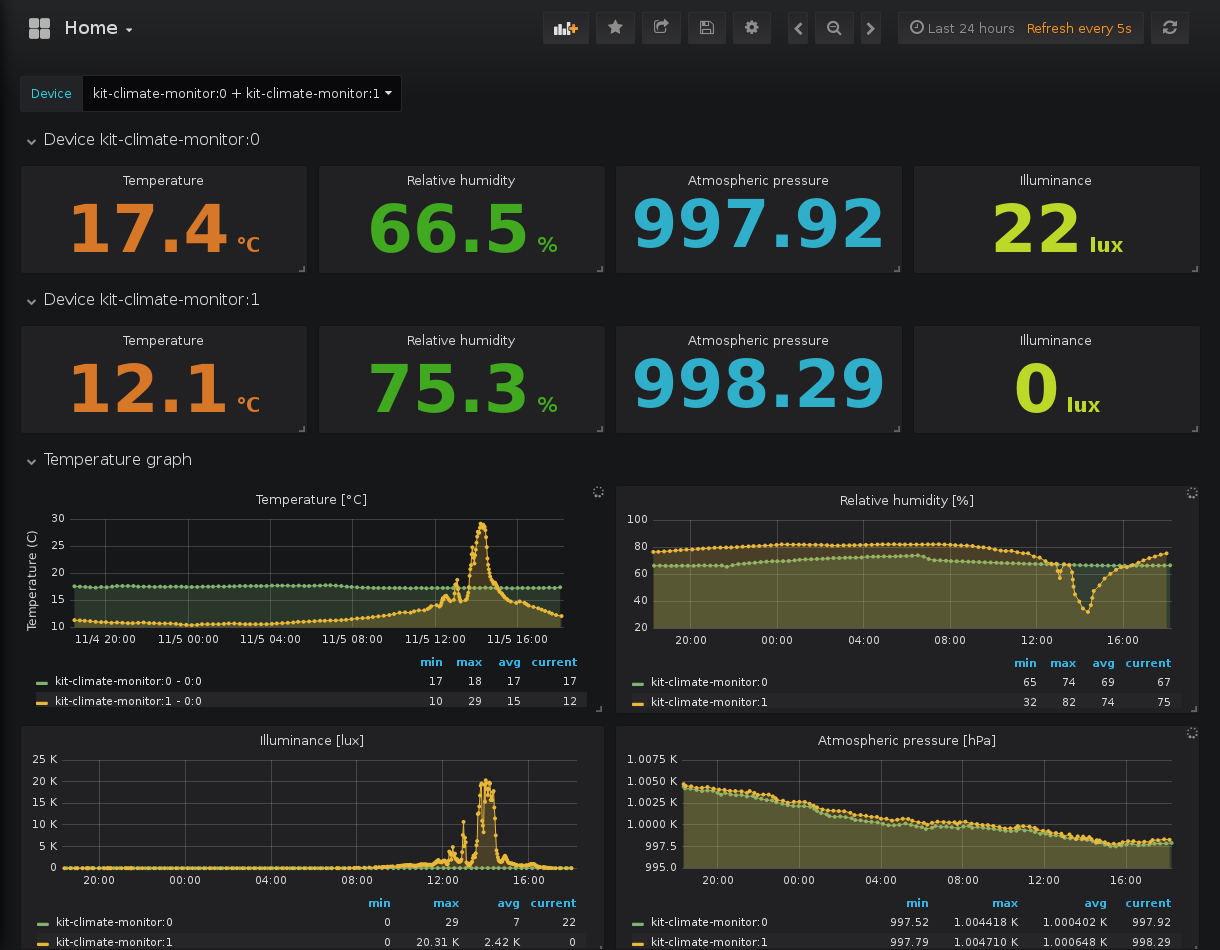 Home
Last 24 hours Refresh every 5s
Device kit-climate-monitor:0 + kit-climate-monitor:1
Device kit-climate-monitor:0
Temperature Relative humidity Atmospheric pressure Illuminance
17.4 °C 66.5 % 997.92 22 lux
Device kit-climate-monitor:1
Temperature Relative humidity Atmospheric pressure Illuminance
12.1 °C 75.3 % 998.29 0 lux
Temperature graph
Temperature [°C]
Temperature (C)
30
25
20
15
10
11/4 20:00 11/5 00:00 11/5 04:00 11/5 08:00 11/5 12:00 11/5 16:00
min max avg current
kit-climate-monitor:0 - 0:0 17 18 17 17
kit-climate-monitor:1 - 0:0 10 29 15 12
Relative humidity [%]
100
80
60
40
20
20:00 00:00 04:00 08:00 12:00 16:00
min max avg current
kit-climate-monitor:0 65 74 69 67
kit-climate-monitor:1 32 82 74 75
Illuminance [lux]
25 K
20 K
15 K
10 K
5 K
0
20:00 00:00 04:00 08:00 12:00 16:00
min max avg current
kit-climate-monitor:0 0 29 7 22
kit-climate-monitor:1 0 20.31 K 2.42 K 0
Atmospheric pressure [hPa]
1.0075 K
1.0050 K
1.0025 K
1.0000 K
997.5
995.0
20:00 00:00 04:00 08:00 12:00 16:00
min max avg current
kit-climate-monitor:0 997.52 1.004418 K 1.000402 K 997.92
kit-climate-monitor:1 997.79 1.004710 K 1.000648 K 998.29